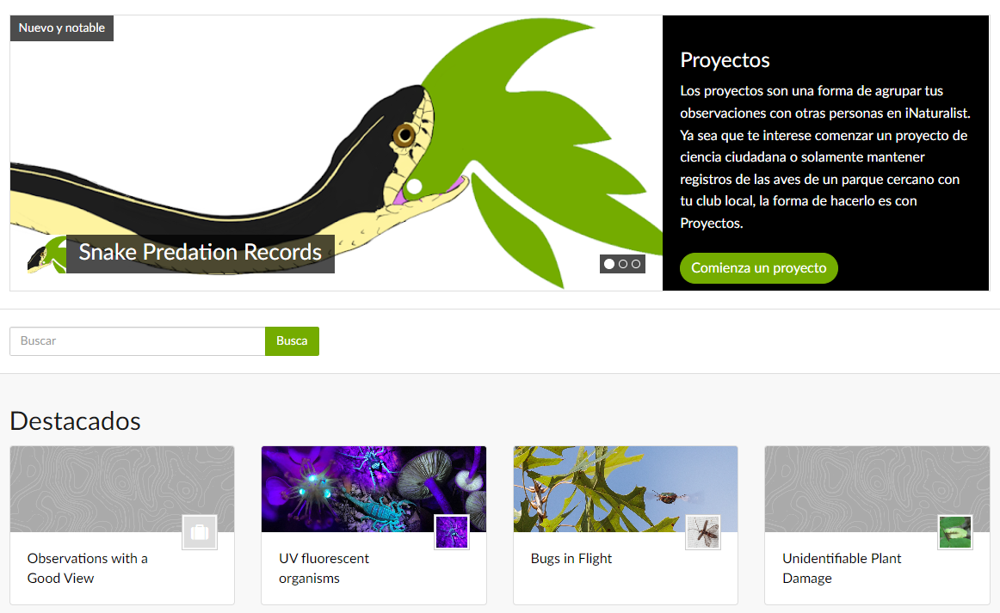 Nuevo y notable
Snake Predation Records
Proyectos
Los proyectos son una forma de agrupar tus
observaciones con otras personas en iNaturalist.
Ya sea que te interese comenzar un proyecto de
ciencia ciudadana o solamente mantener
registros de las aves de un parque cercano con
tu club local, la forma de hacerlo es con
Proyectos.
Comienza un proyecto
Buscar
Busca
Destacados
Observations with a
Good View
UV fluorescent
organisms
Bugs in Flight
Unidentifiable Plant
Damage